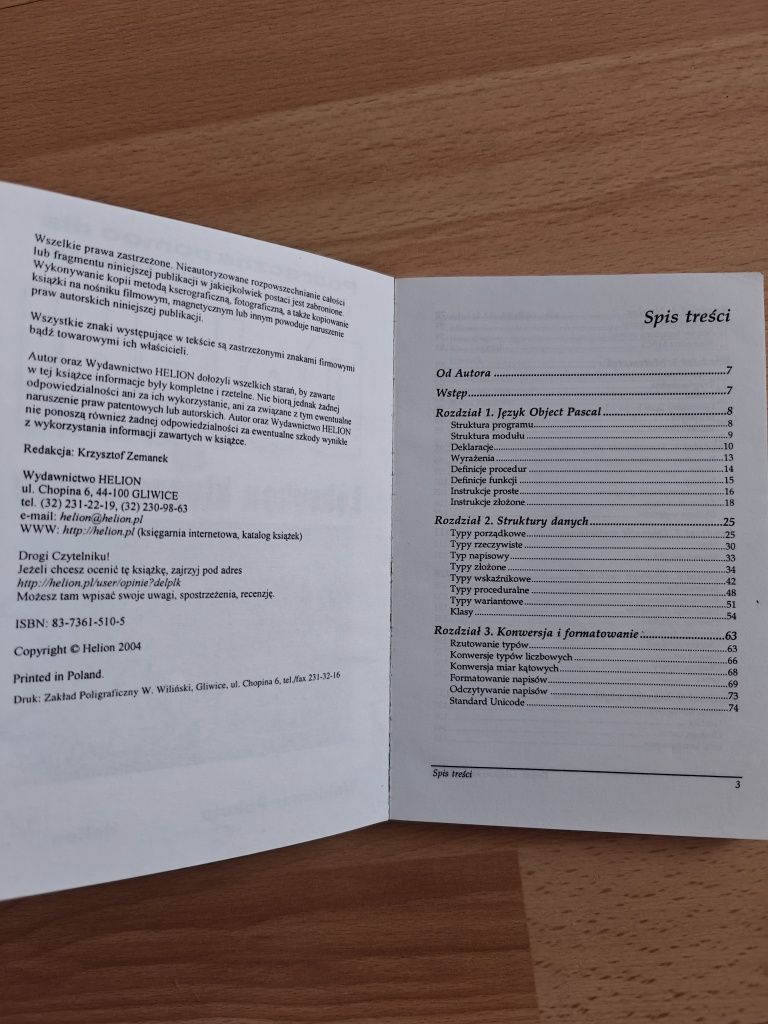 Wszelkie prawa zastrzeżone. Nieautoryzowane rozpowszechnianie całości
lub fragmentu niniejszej publikacji w jakiejkolwiek postaci jest zabronione.
Wykonywanie kopii metodą kserograficzną, fotograficzną, a także kopiowanie
książki na nośniku filmowym, magnetycznym lub innym powoduje naruszenie
praw autorskich niniejszej publikacji.
Wszystkie znaki występujące w tekście są zastrzeżonymi znakami firmowymi
bądź towarowymi ich właścicieli.
Autor oraz Wydawnictwo HELION dołożyli wszelkich starań, by zawarte
w tej książce informacje były kompletne i rzetelne. Nie biorą jednak żadnej
odpowiedzialności ani za ich wykorzystanie, ani za związane z tym ewentualne
naruszenie praw patentowych lub autorskich. Autor oraz Wydawnictwo HELION
nie ponoszą również żadnej odpowiedzialności za ewentualne szkody wynikłe
z wykorzystania informacji zawartych w książce.
Redakcja: Krzysztof Zemanek
Wydawnictwo HELION
ul. Chopina 6, 44-100 GLIWICE
tel. (32) 231-22-19, (32) 230-98-63
e-mail: helion@helion.pl
WWW: http://helion.pl (księgarnia internetowa, katalog książek)
Drogi Czytelniku!
Jeżeli chcesz ocenić tę książkę, zajrzyj pod adres
http://helion.pl/user/opinie?delplk
Możesz tam wpisać swoje uwagi, spostrzeżenia, recenzję.
ISBN: 83-7361-510-5
Copyright © Helion 2004
Printed in Poland.
Druk: Zakład Poligraficzny W. Wiliński, Gliwice, ul. Chopina 6, tel./fax 231-32-16
Spis treści
Od Autora ...7
Wstęp...7
Rozdział 1. Język Object Pascal ...8
Struktura programu...8
Struktura modułu ...9
Deklaracje...10
Wyrażenia...13
Definicje procedur ...14
Definicje funkcji ...15
Instrukcje proste...16
Instrukcje złożone...18
Rozdział 2. Struktury danych...25
Typy porządkowe...25
Typy rzeczywiste ...30
Typ napisowy...33
Typy złożone ...34
Typy wskaźnikowe...42
Typy proceduralne ...48
Typy wariantowe...51
Klasy ...54
Rozdział 3. Konwersja i formatowanie ...63
Rzutowanie typów...63
Konwersje typów liczbowych ...66
Konwersja miar kątowych ...68
Formatowanie napisów...69
Odczytywanie napisów ...73
Standard Unicode ...74
Spis treści
3